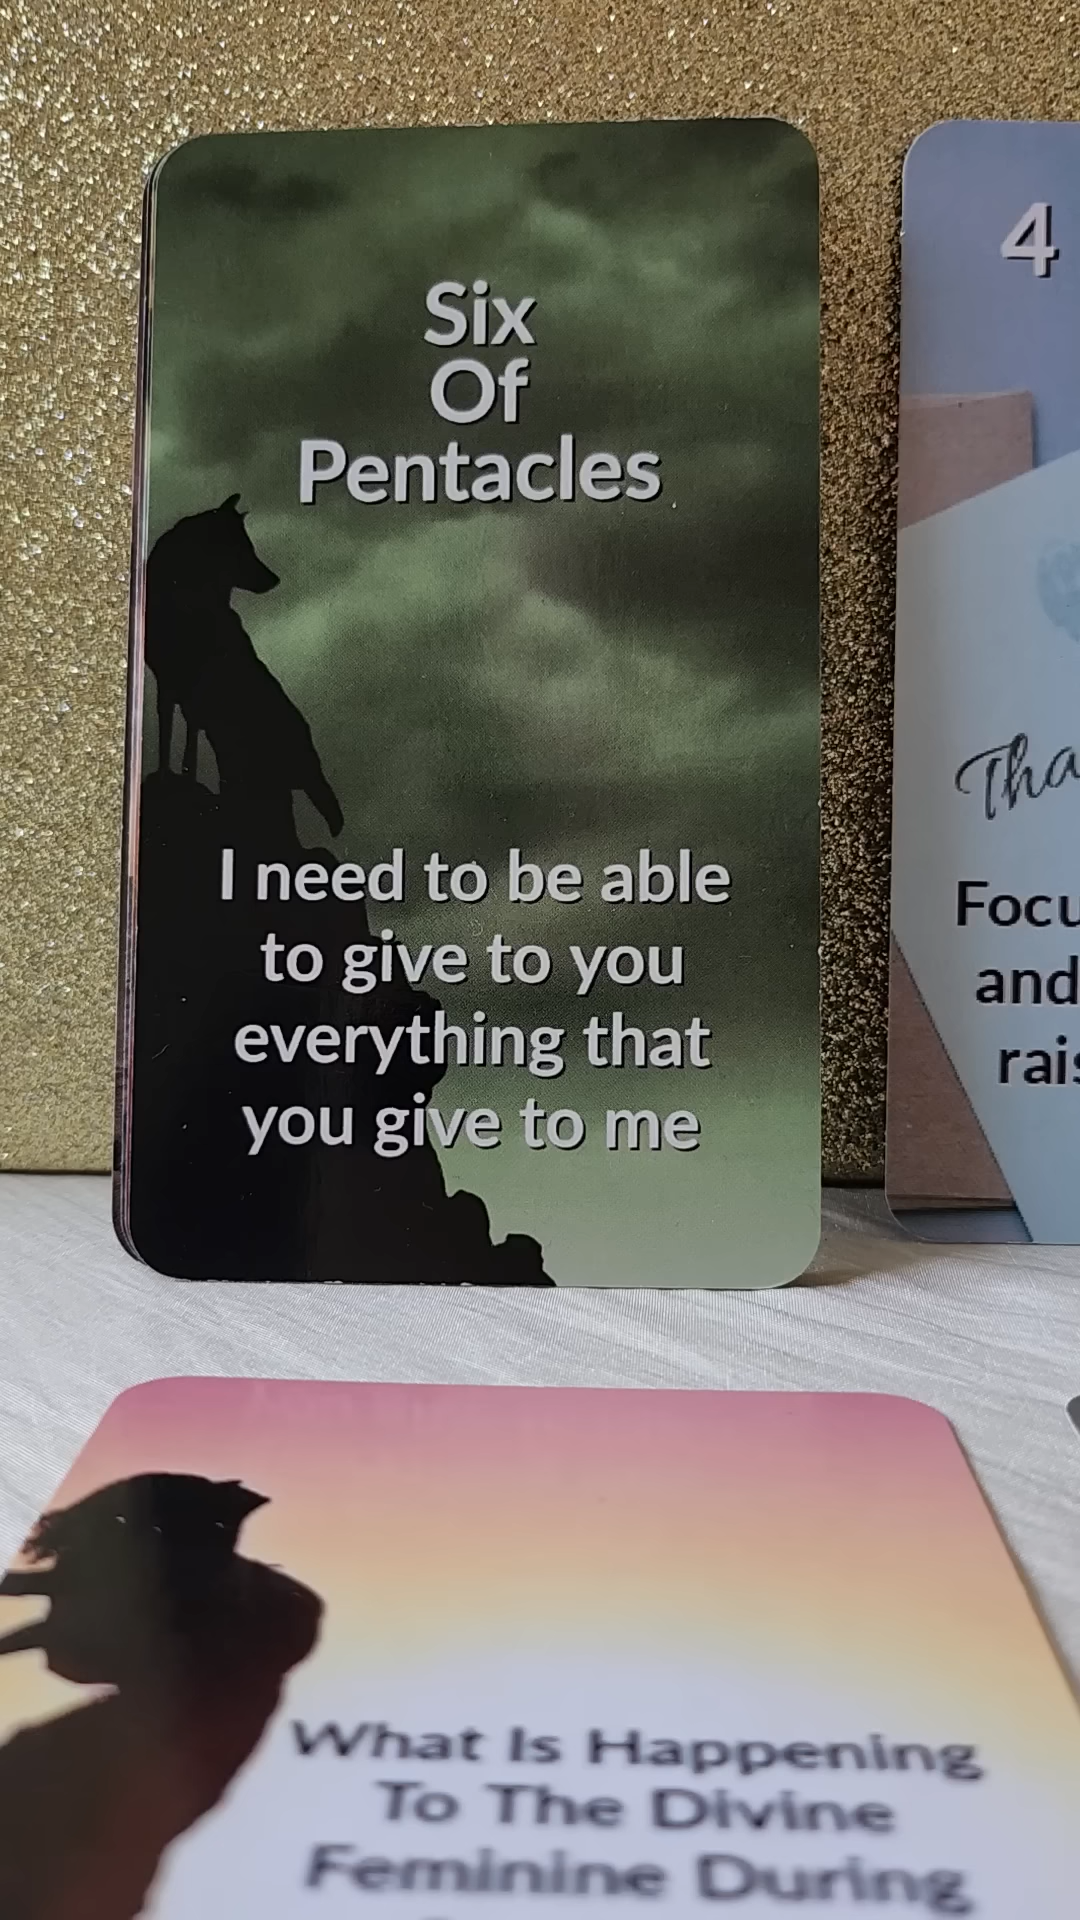 Six
Of
Pentacles
I need to be able
to give to you
everything that
you give to me
4
and
What Is Happening
To The Divine
Feminine During